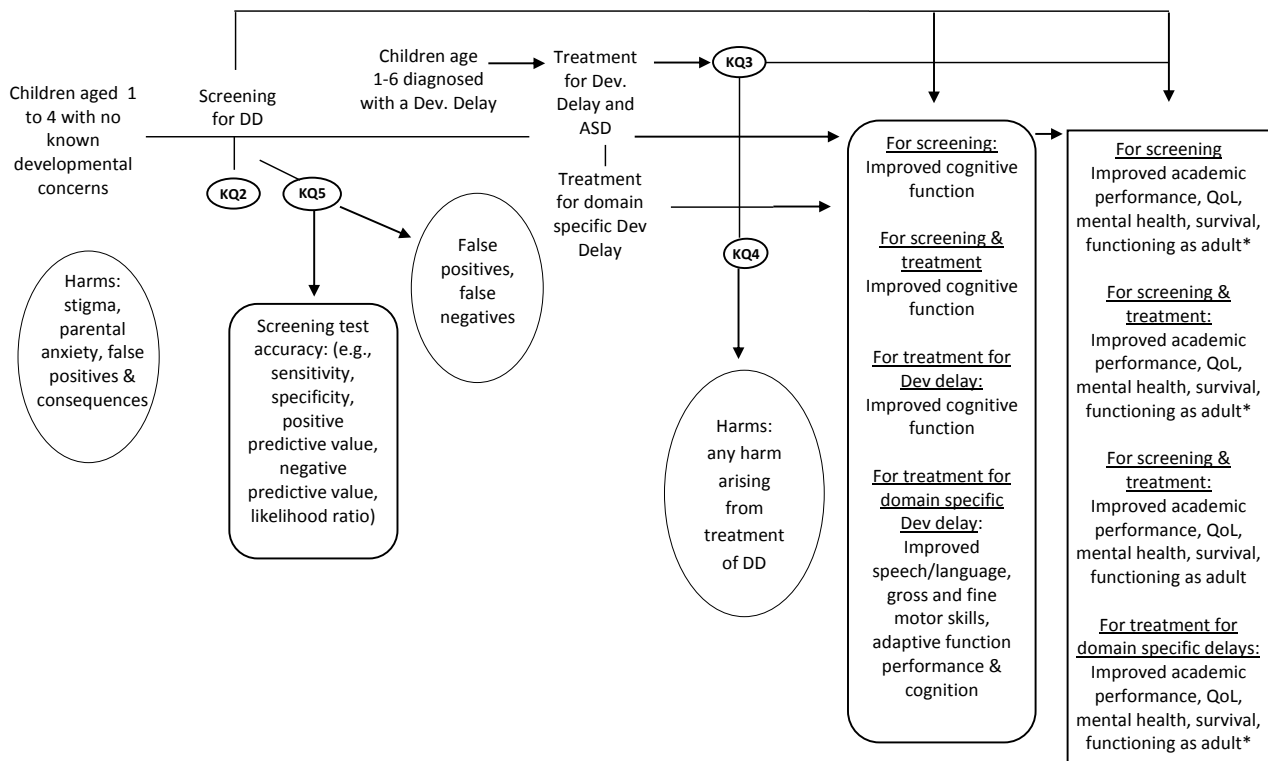 Children aged 1
to 4 with no
known
developmental
concerns
Screening
for DD
Children age
1-6 diagnosed
with a Dev. Delay
Treatment
for Dev.
Delay and
ASD
Treatment
for domain
specific Dev
Delay
KQ3
KQ2
KQ5
KQ4
Harms:
stigma,
parental
anxiety, false
positives &
consequences
Screening test
accuracy: (e.g.,
sensitivity,
specificity,
positive
predictive value,
negative
predictive value,
likelihood ratio)
False
positives,
false
negatives
Harms:
any harm
arising
from
treatment
of DD
For screening:
Improved cognitive
function
For screening &
treatment
Improved cognitive
function
For treatment for
Dev delay:
Improved cognitive
function
For treatment for
domain specific
Dev delay:
Improved
speech/language,
gross and fine
motor skills,
adaptive function
performance &
cognition
For screening
Improved academic
performance, QoL,
mental health, survival,
functioning as adult*
For screening &
treatment:
Improved academic
performance, QoL,
mental health, survival,
functioning as adult*
For screening &
treatment:
Improved academic
performance, QoL,
mental health, survival,
functioning as adult
For treatment for
domain specific delays:
Improved academic
performance, QoL,
mental health, survival,
functioning as adult*